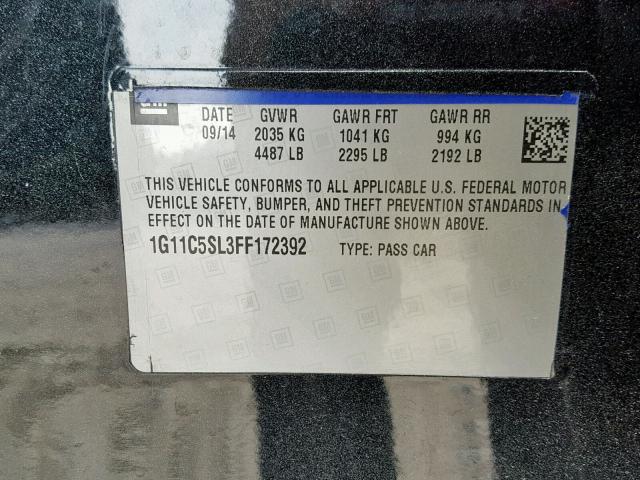 GM
DATE GVWR GAWR FRT GAWR RR
09/14 2035 KG 1041 KG 994 KG
4487 LB 2295 LB 2192 LB
THIS VEHICLE CONFORMS TO ALL APPLICABLE U.S. FEDERAL MOTOR
VEHICLE SAFETY, BUMPER, AND THEFT PREVENTION STANDARDS IN
EFFECT ON THE DATE OF MANUFACTURE SHOWN ABOVE.
1G11C5SL3FF172392 TYPE: PASS CAR